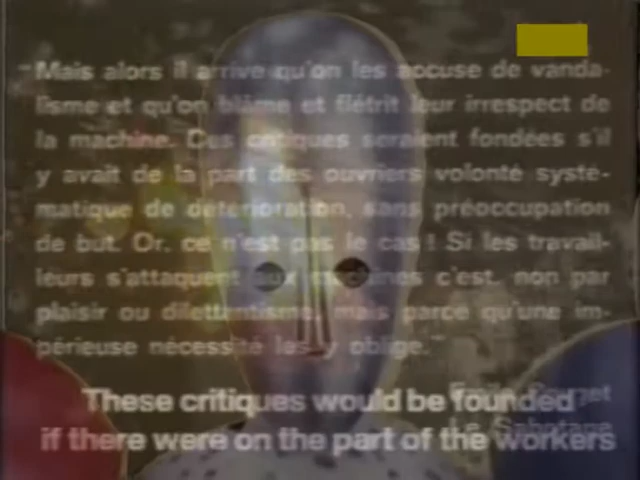 "Mais alors il arrive qu'on les accuse de vanda-
lisme et qu'on blâme et flétrit leur irrespect de
la machine. Ces critiques seraient fondées s'il
y avait de la part des ouvriers volonté systé-
matique de détérioration, sans préoccupation
de but. Or, ce n'est pas le cas ! Si les travail-
leurs s'attaquent aux machines c'est, non par
plaisir ou dilettantisme, mais parce qu'une im-
périeuse nécessité les y oblige."
Emile Pouget
Le Sabotage
These critiques would be founded
if there were on the part of the workers